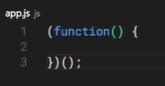 app.js js
1 (function() {
2
3 })();